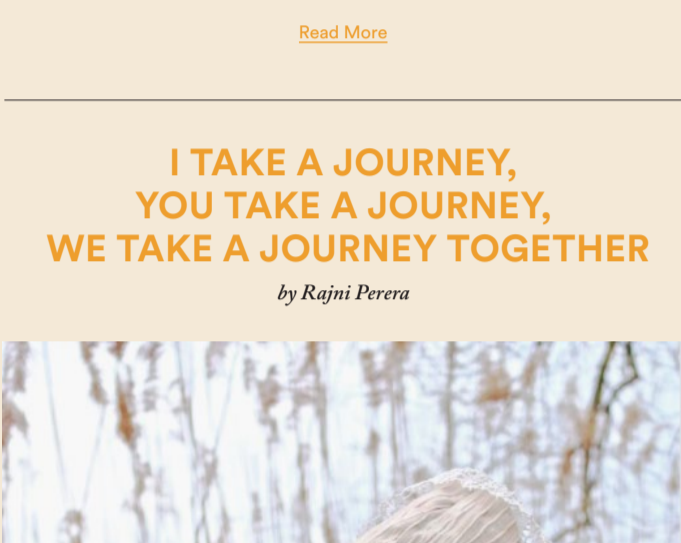 Read More
I TAKE A JOURNEY,
YOU TAKE A JOURNEY,
WE TAKE A JOURNEY TOGETHER
by Rajni Perera